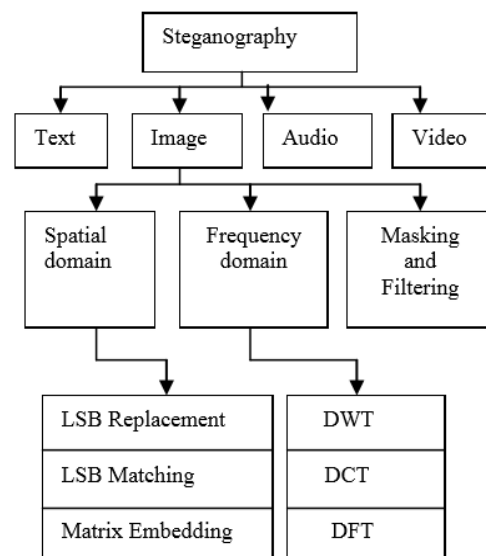 Steganography
Text
Image
Audio
Video
Spatial
domain
Frequency
domain
Masking
and
Filtering
LSB Replacement
LSB Matching
Matrix Embedding
DWT
DCT
DFT